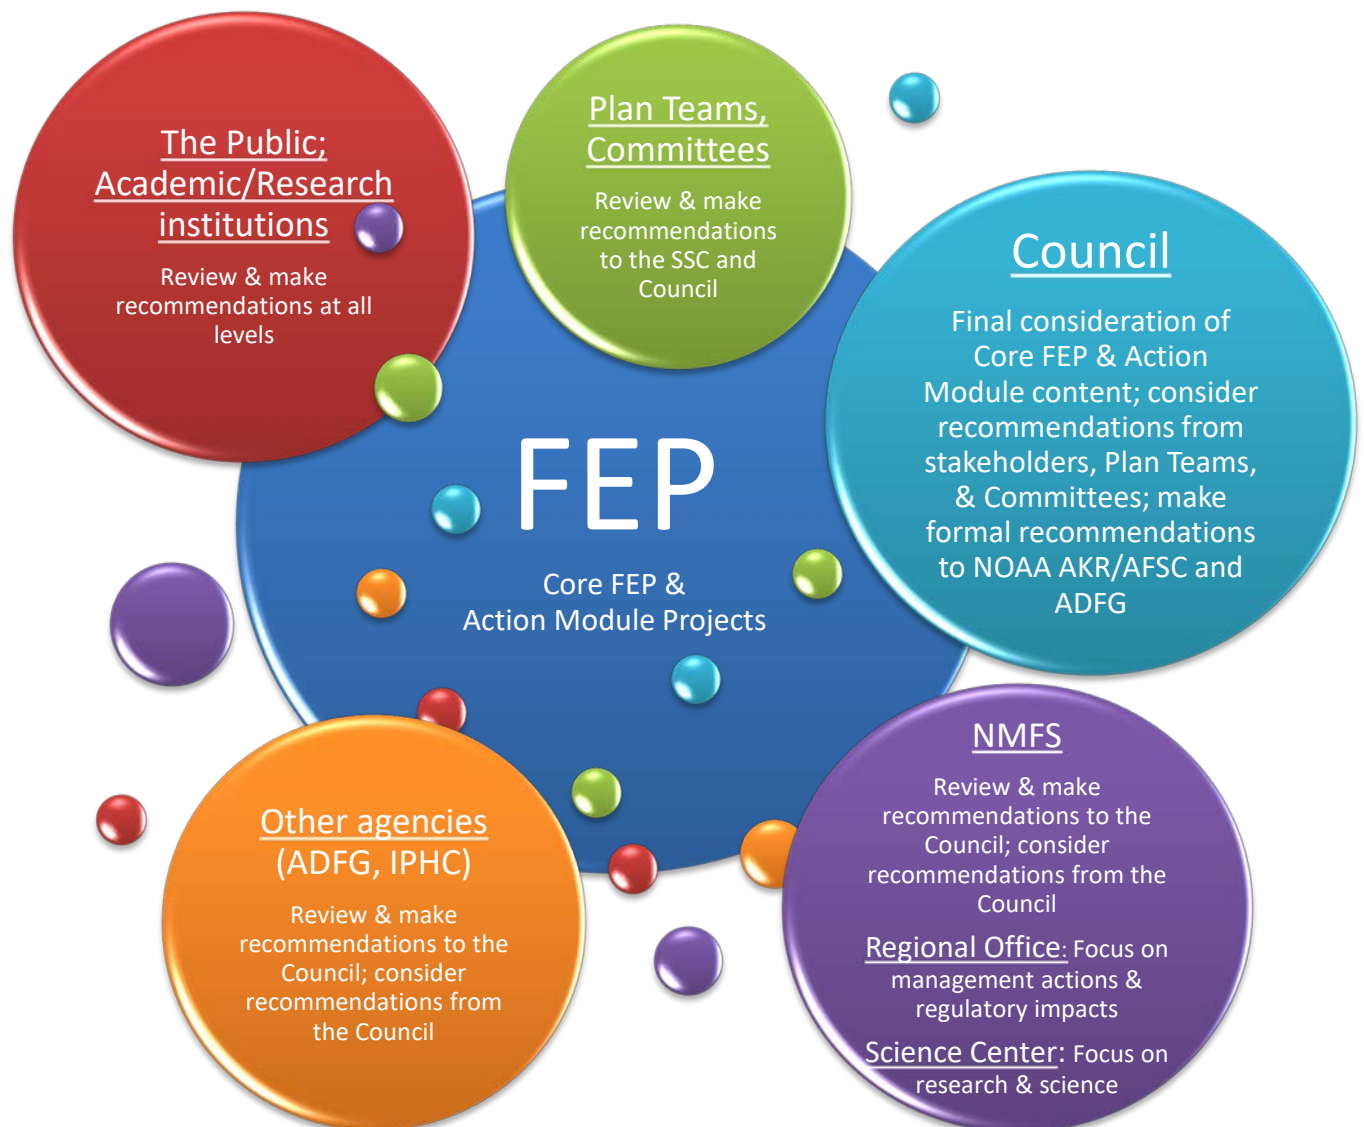 The Public;
Academic/Research
institutions
Review & make
recommendations at all
levels
Plan Teams,
Committees
Review & make
recommendations
to the SSC and
Council
Council
Final consideration of
Core FEP & Action
Module content; consider
recommendations from
stakeholders, Plan Teams,
& Committees; make
formal recommendations
to NOAA AKR/AFSC and
ADFG
FEP
Core FEP &
Action Module Projects
Other agencies
(ADFG, IPHC)
Review & make
recommendations to the
Council; consider
recommendations from
the Council
NMFS
Review & make
recommendations to the
Council; consider
recommendations from the
Council
Regional Office: Focus on
management actions &
regulatory impacts
Science Center: Focus on
research & science